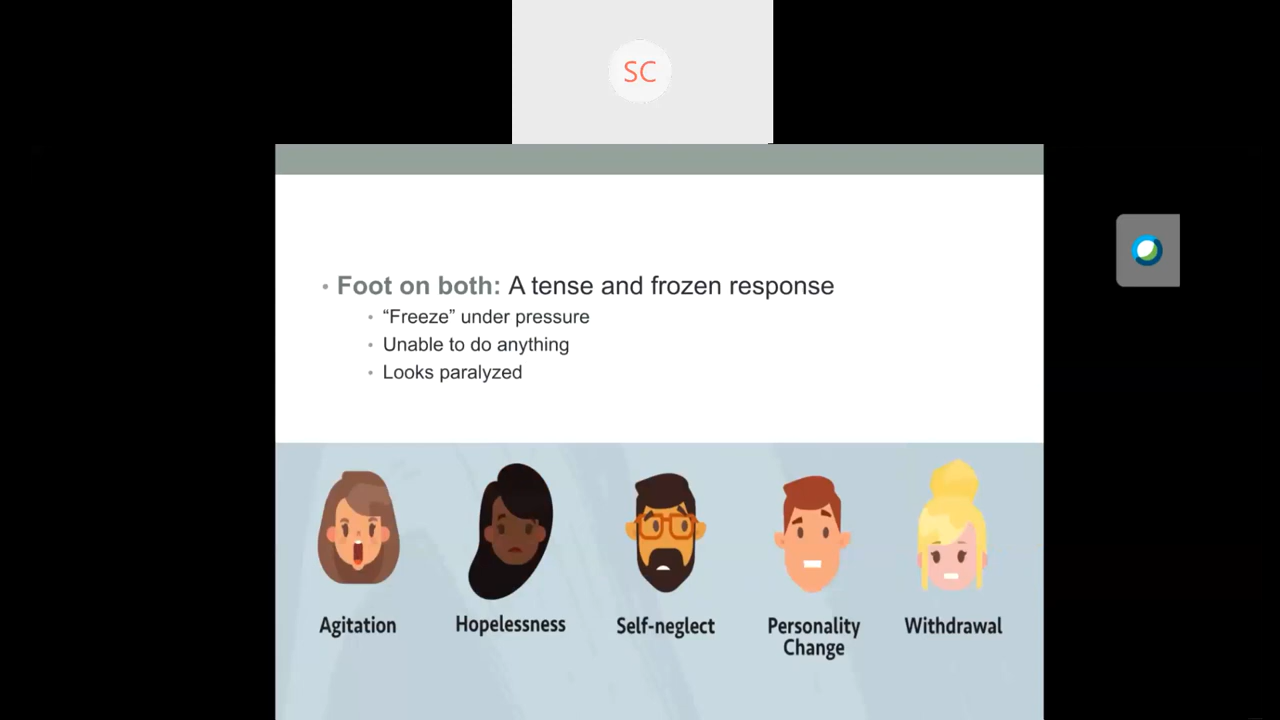 SC
• Foot on both: A tense and frozen response
• “Freeze” under pressure
• Unable to do anything
• Looks paralyzed
Agitation
Hopelessness
Self-neglect
Personality
Change
Withdrawal